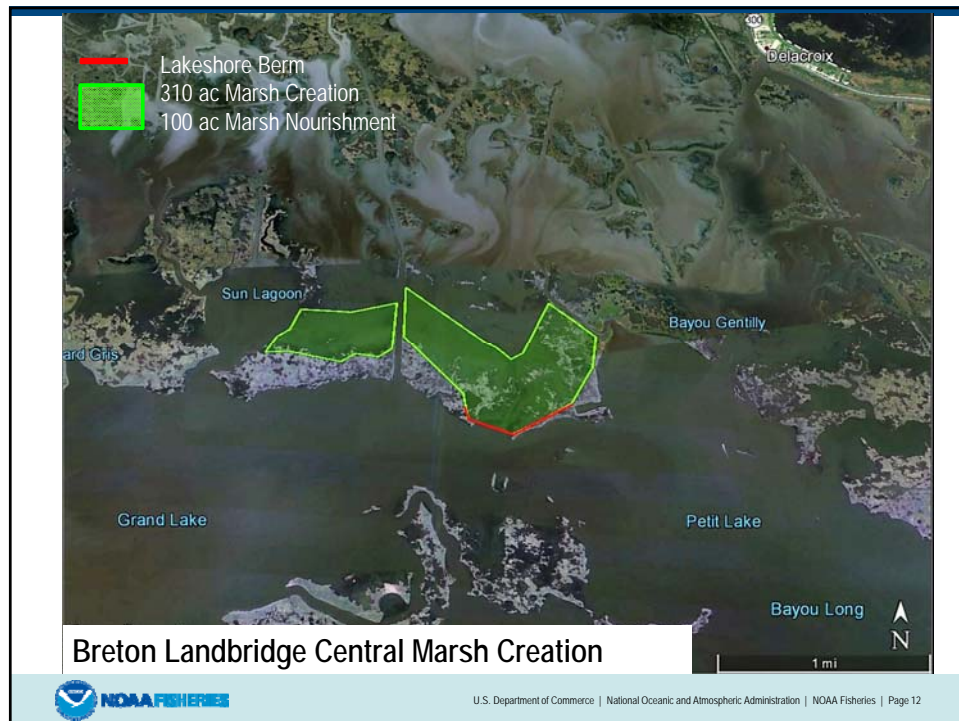 300
Delacroix
Lakeshore Berm
310 ac Marsh Creation
100 ac Marsh Nourishment
Sun Lagoon
Bayou Gentilly
ard Gris
Grand Lake
Petit Lake
Bayou Long
N
1 mi
Breton Landbridge Central Marsh Creation
NOAA FISHERIES
U.S. Department of Commerce | National Oceanic and Atmospheric Administration | NOAA Fisheries | Page 12